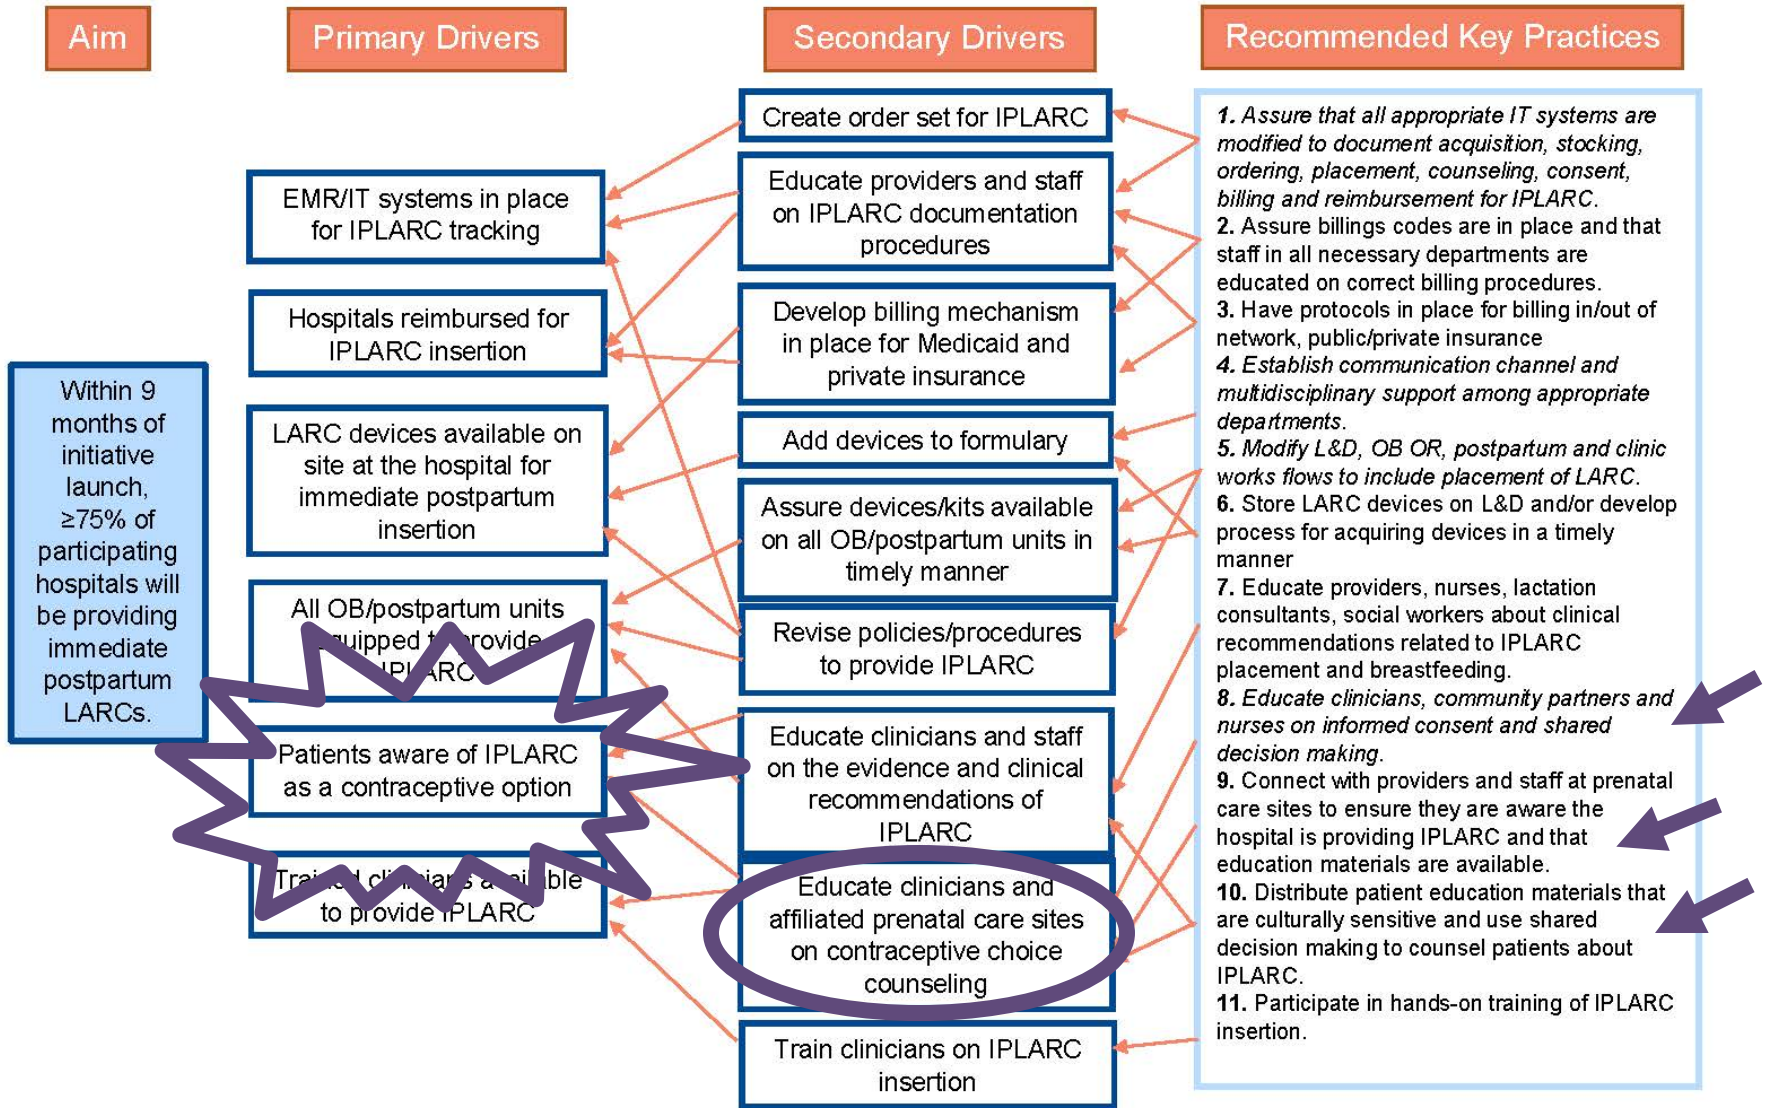 Aim
Primary Drivers
Secondary Drivers
Recommended Key Practices
Within 9
months of
initiative
launch,
≥75% of
participating
hospitals will
be providing
immediate
postpartum
LARCs.
EMR/IT systems in place
for IPLARC tracking
Hospitals reimbursed for
IPLARC insertion
LARC devices available on
site at the hospital for
immediate postpartum
insertion
All OB/postpartum units
equipped to provide
IPLARC
Patients aware of IPLARC
as a contraceptive option
Trained clinicians available
to provide IPLARC
Create order set for IPLARC
Educate providers and staff
on IPLARC documentation
procedures
Develop billing mechanism
in place for Medicaid and
private insurance
Add devices to formulary
Assure devices/kits available
on all OB/postpartum units in
timely manner
Revise policies/procedures
to provide IPLARC
Educate clinicians and staff
on the evidence and clinical
recommendations of
IPLARC
Educate clinicians and
affiliated prenatal care sites
on contraceptive choice
counseling
Train clinicians on IPLARC
insertion
1. Assure that all appropriate IT systems are
modified to document acquisition, stocking,
ordering, placement, counseling, consent,
billing and reimbursement for IPLARC.
2. Assure billings codes are in place and that
staff in all necessary departments are
educated on correct billing procedures.
3. Have protocols in place for billing in/out of
network, public/private insurance
4. Establish communication channel and
multidisciplinary support among appropriate
departments.
5. Modify L&D, OB OR, postpartum and clinic
works flows to include placement of LARC.
6. Store LARC devices on L&D and/or develop
process for acquiring devices in a timely
manner
7. Educate providers, nurses, lactation
consultants, social workers about clinical
recommendations related to IPLARC
placement and breastfeeding.
8. Educate clinicians, community partners and
nurses on informed consent and shared
decision making.
9. Connect with providers and staff at prenatal
care sites to ensure they are aware the
hospital is providing IPLARC and that
education materials are available.
10. Distribute patient education materials that
are culturally sensitive and use shared
decision making to counsel patients about
IPLARC.
11. Participate in hands-on training of IPLARC
insertion.